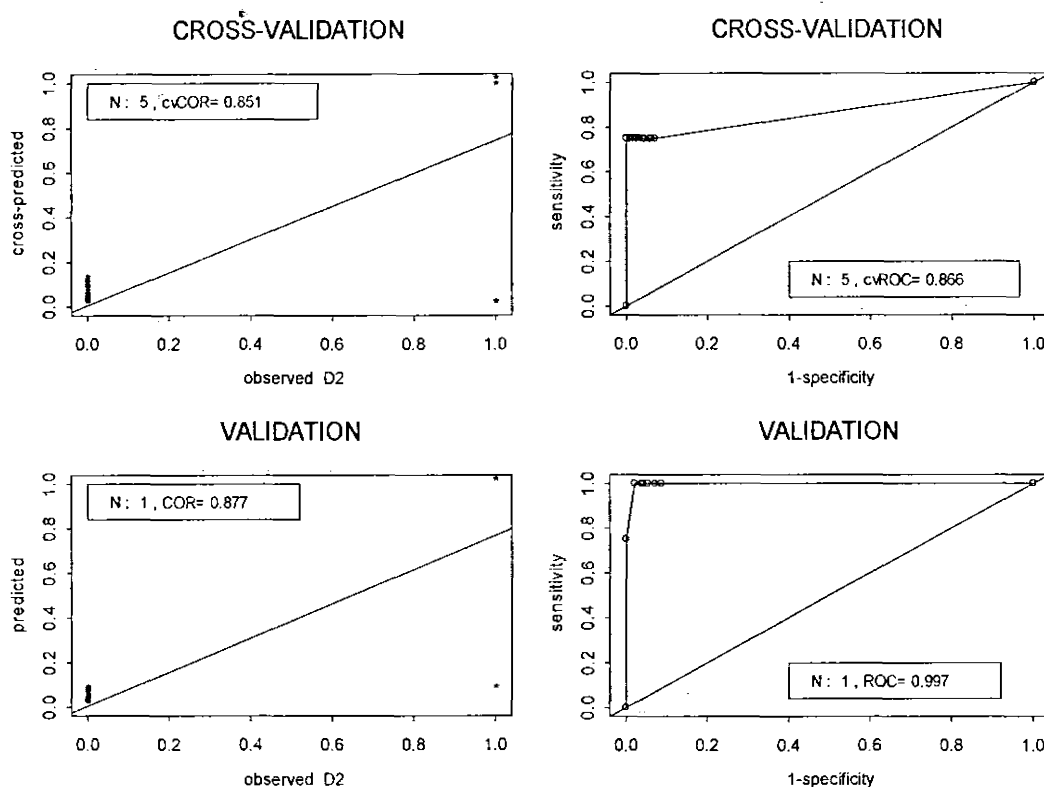 CROSS-VALIDATION
N: 5, cvCOR= 0.851
cross-predicted
1.0
0.8
0.6
0.4
0.2
0.0
0.0 0.2 0.4 0.6 0.8 1.0
observed D2
CROSS-VALIDATION
sensitivity
1.0
0.8
0.6
0.4
0.2
0.0
N: 5, cvROC= 0.866
0.0 0.2 0.4 0.6 0.8 1.0
1-specificity
VALIDATION
N: 1, COR= 0.877
predicted
1.0
0.8
0.6
0.4
0.2
0.0
0.0 0.2 0.4 0.6 0.8 1.0
observed D2
VALIDATION
sensitivity
1.0
0.8
0.6
0.4
0.2
0.0
N: 1, ROC= 0.997
0.0 0.2 0.4 0.6 0.8 1.0
1-specificity